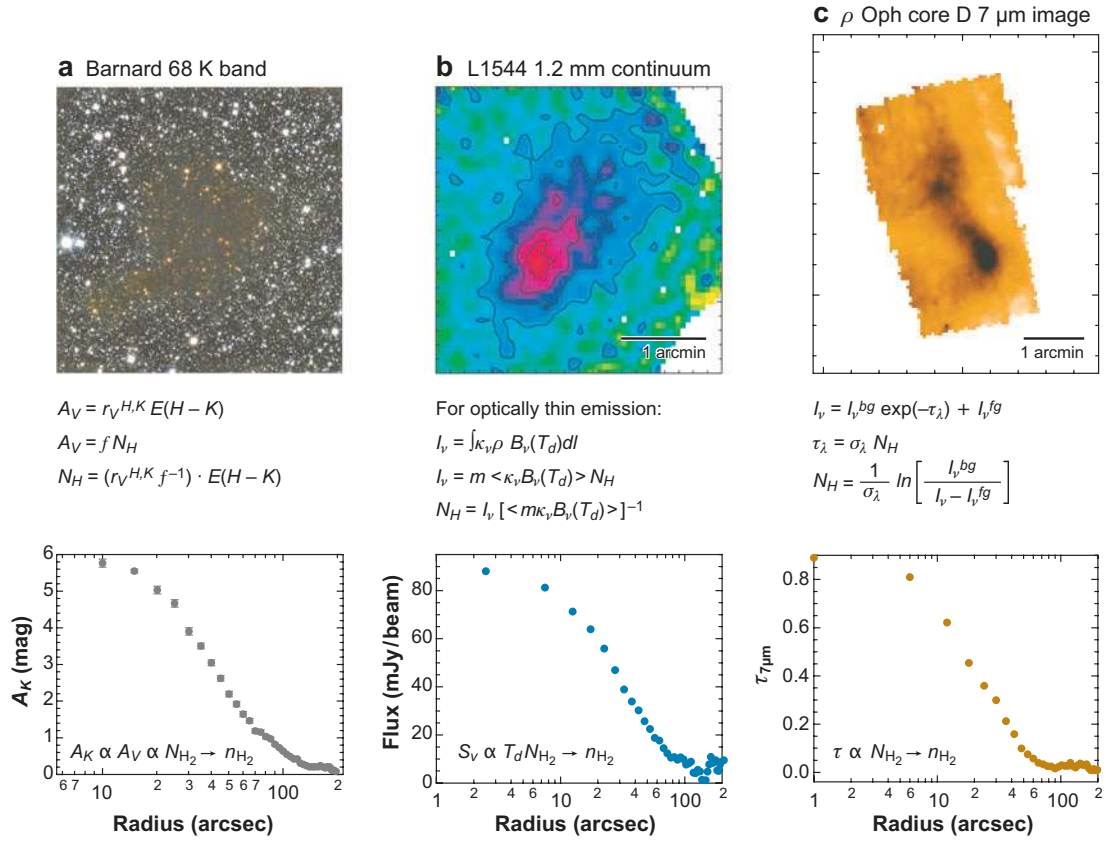 a Barnard 68 K band
b L1544 1.2 mm continuum
c ρ Oph core D 7 μm image
1 arcmin
1 arcmin
A_V = r_V^{H,K} E(H – K)
A_V = f N_H
N_H = (r_V^{H,K} f^{–1}) · E(H – K)
For optically thin emission:
I_ν = ∫κ_νρ B_ν(T_d)dl
I_ν = m <κ_νB_ν(T_d)> N_H
N_H = I_ν [<mκ_νB_ν(T_d)>]^{–1}
I_ν = I_ν^{bg} exp(–τ_λ) + I_ν^{fg}
τ_λ = σ_λ N_H
N_H = \frac{1}{σ_λ} ln [ \frac{I_ν^{bg}}{I_ν – I_ν^{fg}} ]
A_K (mag)
6
5
4
3
2
1
0
A_K ∝ A_V ∝ N_{H_2} → n_{H_2}
6 7 10 2 3 4 5 6 7 100 2
Radius (arcsec)
Flux (mJy/beam)
80
60
40
20
0
S_ν ∝ T_d N_{H_2} → n_{H_2}
4 6 10 2 4 6 100 2
Radius (arcsec)
τ_{7μm}
0.8
0.6
0.4
0.2
0.0
τ ∝ N_{H_2} → n_{H_2}
1 2 4 6 10 2 4 6 100 2
Radius (arcsec)